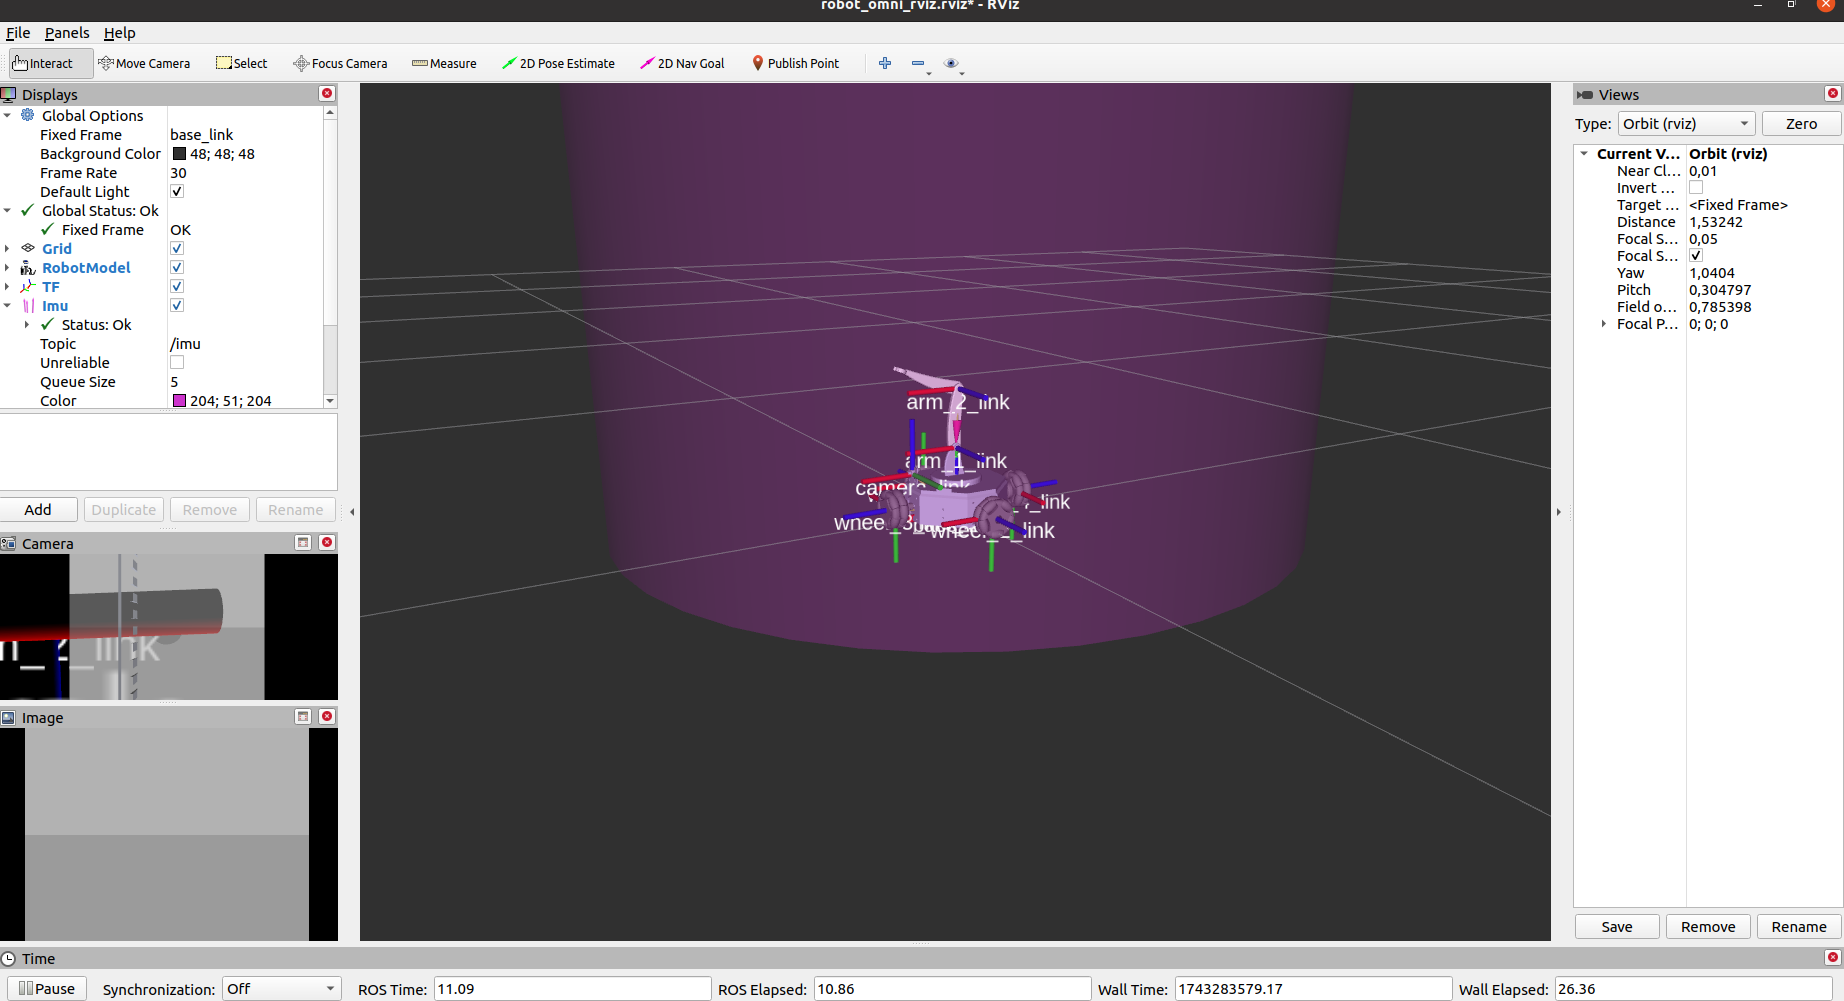 robot_omni_rviz.rviz* - RViz
File Panels Help
Interact Move Camera Select Focus Camera Measure 2D Pose Estimate 2D Nav Goal Publish Point
Displays
Global Options
Fixed Frame base_link
Background Color 48; 48; 48
Frame Rate 30
Default Light
Global Status: Ok
Fixed Frame OK
Grid
RobotModel
TF
Imu
Status: Ok
Topic /imu
Unreliable
Queue Size 5
Color 204; 51; 204
Add Duplicate Remove Rename
Camera
_2_link
Image
arm_2_link
arm_1_link
camera_link
_link
Views
Type: Orbit (rviz) Zero
Current V... Orbit (rviz)
Near Cl... 0,01
Invert ...
Target ... <Fixed Frame>
Distance 1,53242
Focal S... 0,05
Focal S...
Yaw 1,0404
Pitch 0,304797
Field o... 0,785398
Focal P... 0; 0; 0
Save Remove Rename
Time
Pause Synchronization: Off ROS Time: 11.09 ROS Elapsed: 10.86 Wall Time: 1743283579.17 Wall Elapsed: 26.36